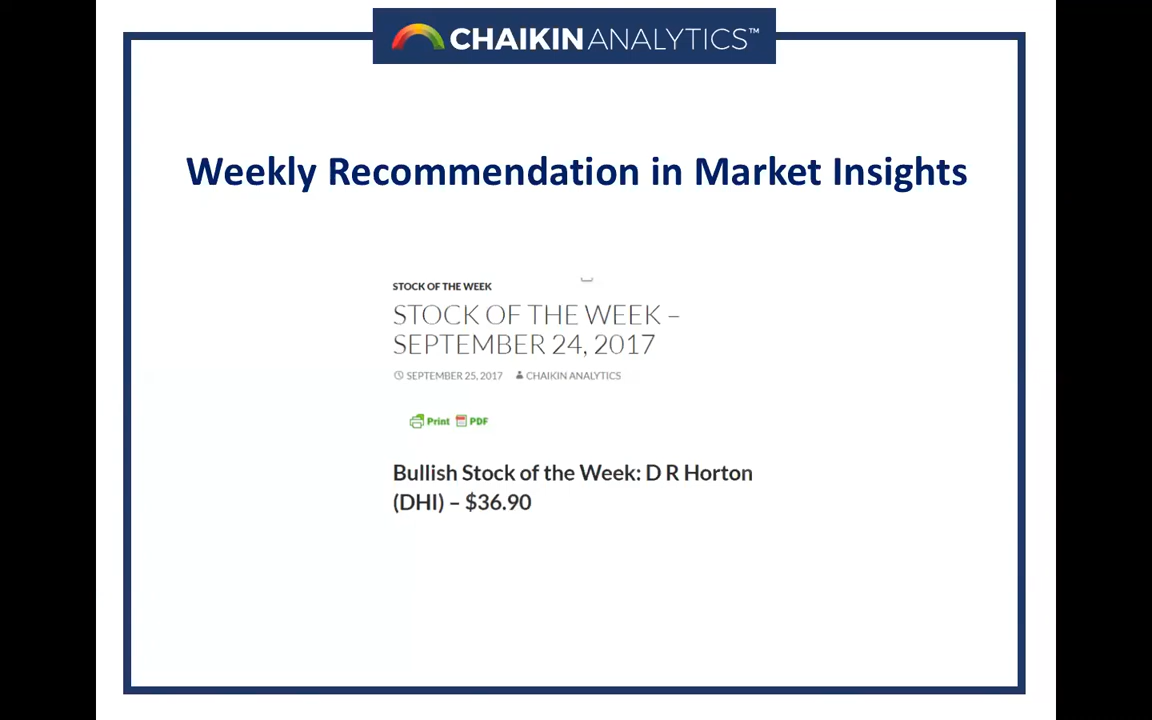 CHAIKIN ANALYTICS™
Weekly Recommendation in Market Insights
STOCK OF THE WEEK
STOCK OF THE WEEK –
SEPTEMBER 24, 2017
SEPTEMBER 25, 2017 CHAIKIN ANALYTICS
Print PDF
Bullish Stock of the Week: D R Horton
(DHI) – $36.90